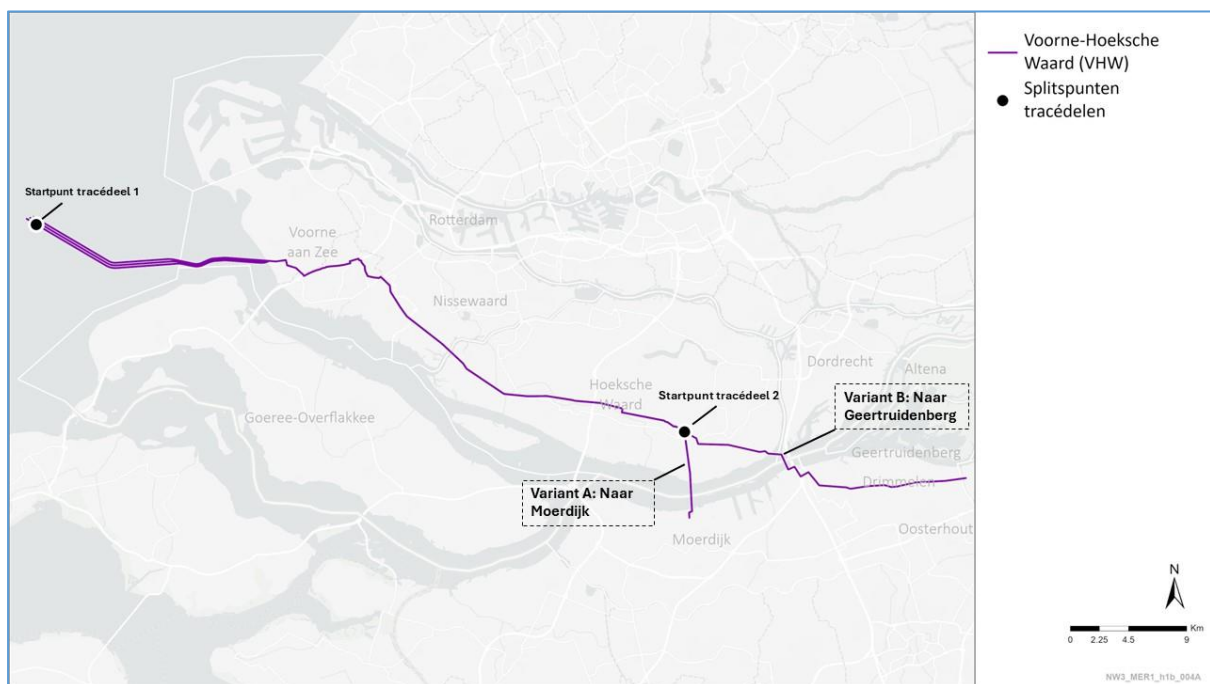 Startpunt tracédeel 1
Voorne
aan Zee
Rotterdam
Nissewaard
Hoeksche
Waard
Goeree-Overflakkee
Startpunt tracédeel 2
Dordrecht
Altena
Variant B: Naar
Geertruidenberg
Geertruidenberg
Drimmelen
Variant A: Naar
Moerdijk
Moerdijk
Oosterhout
Voorne-Hoeksche
Waard (VHW)
Splitspunten
tracédelen
N
Km
0 2.25 4.5 9
NW3_MER1_h1b_004A